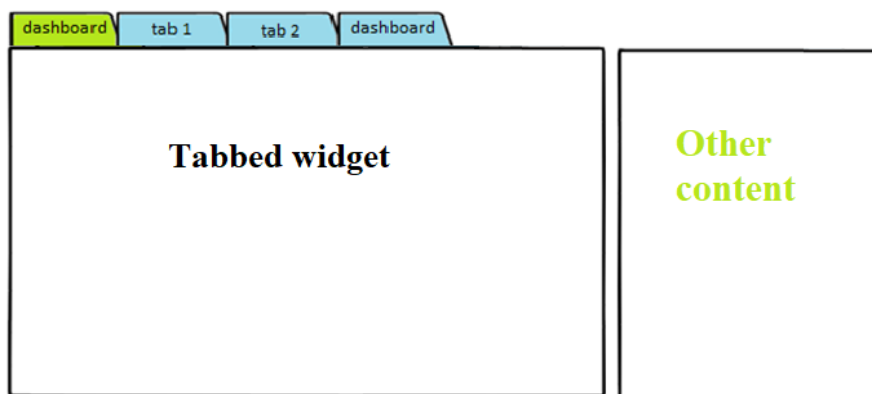 dashboard
tab 1
tab 2
dashboard
Tabbed widget
Other
content